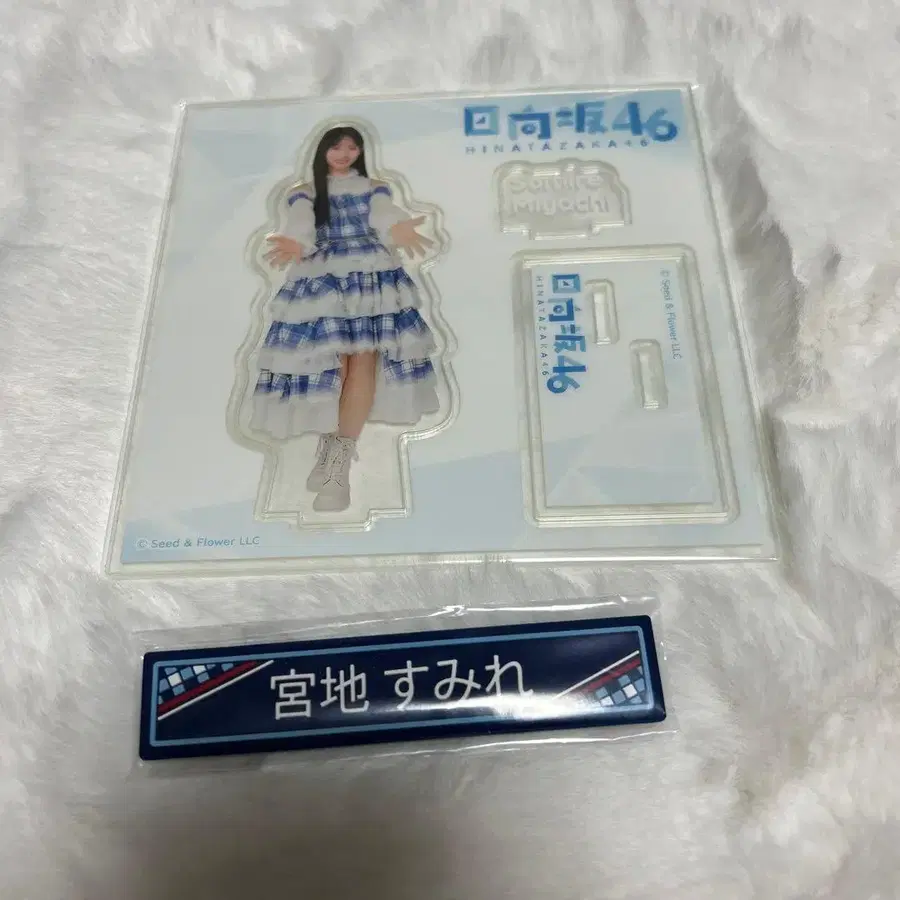 日向坂46
HINATAZAKA46
Sumire
Miyachi
日向坂46
HINATAZAKA46
© Seed & Flower LLC
© Seed & Flower LLC
宮地 すみれ